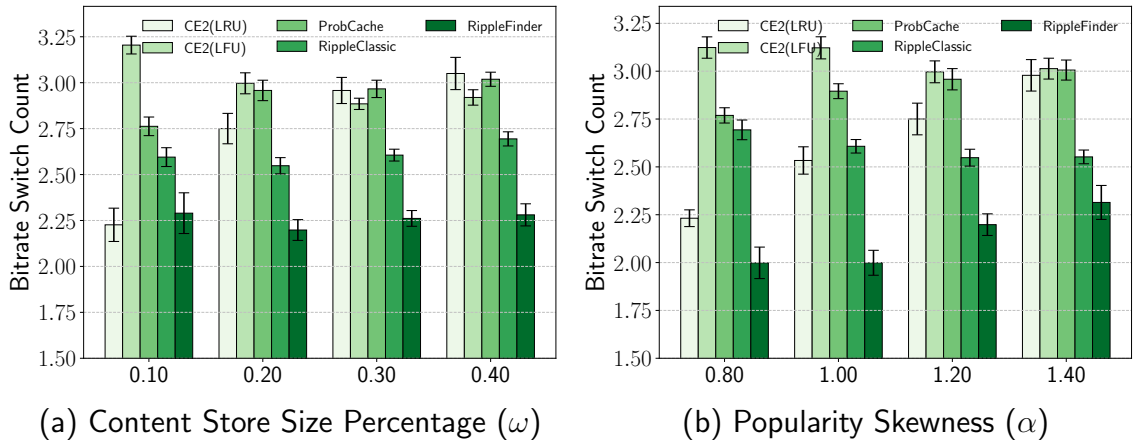 CE2(LRU) ProbCache RippleFinder
CE2(LFU) RippleClassic
Bitrate Switch Count
3.25
3.00
2.75
2.50
2.25
2.00
1.75
1.50
0.10 0.20 0.30 0.40
(a) Content Store Size Percentage (ω)
CE2(LRU) ProbCache RippleFinder
CE2(LFU) RippleClassic
Bitrate Switch Count
3.25
3.00
2.75
2.50
2.25
2.00
1.75
1.50
0.80 1.00 1.20 1.40
(b) Popularity Skewness (α)